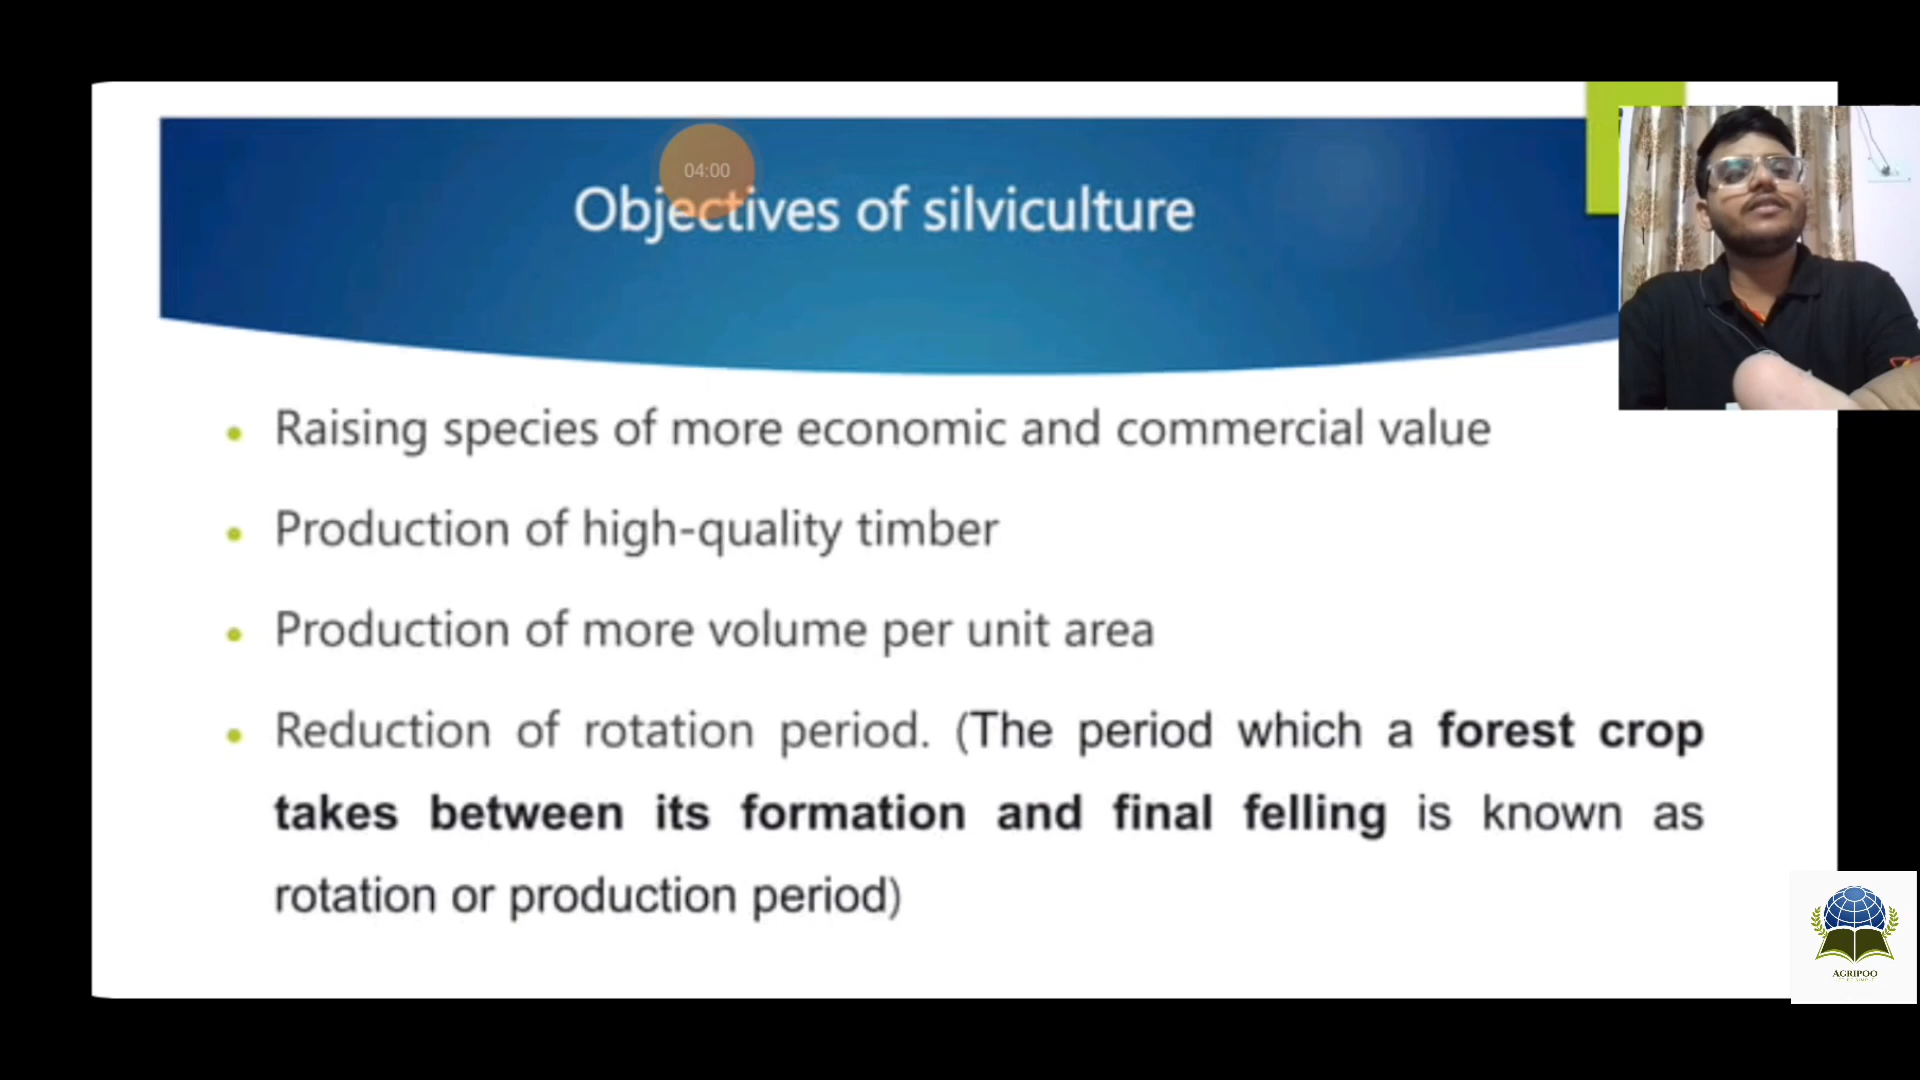 04:00
Objectives of silviculture
• Raising species of more economic and commercial value
• Production of high-quality timber
• Production of more volume per unit area
• Reduction of rotation period. (The period which a forest crop
takes between its formation and final felling is known as
rotation or production period)
AGRIPOO